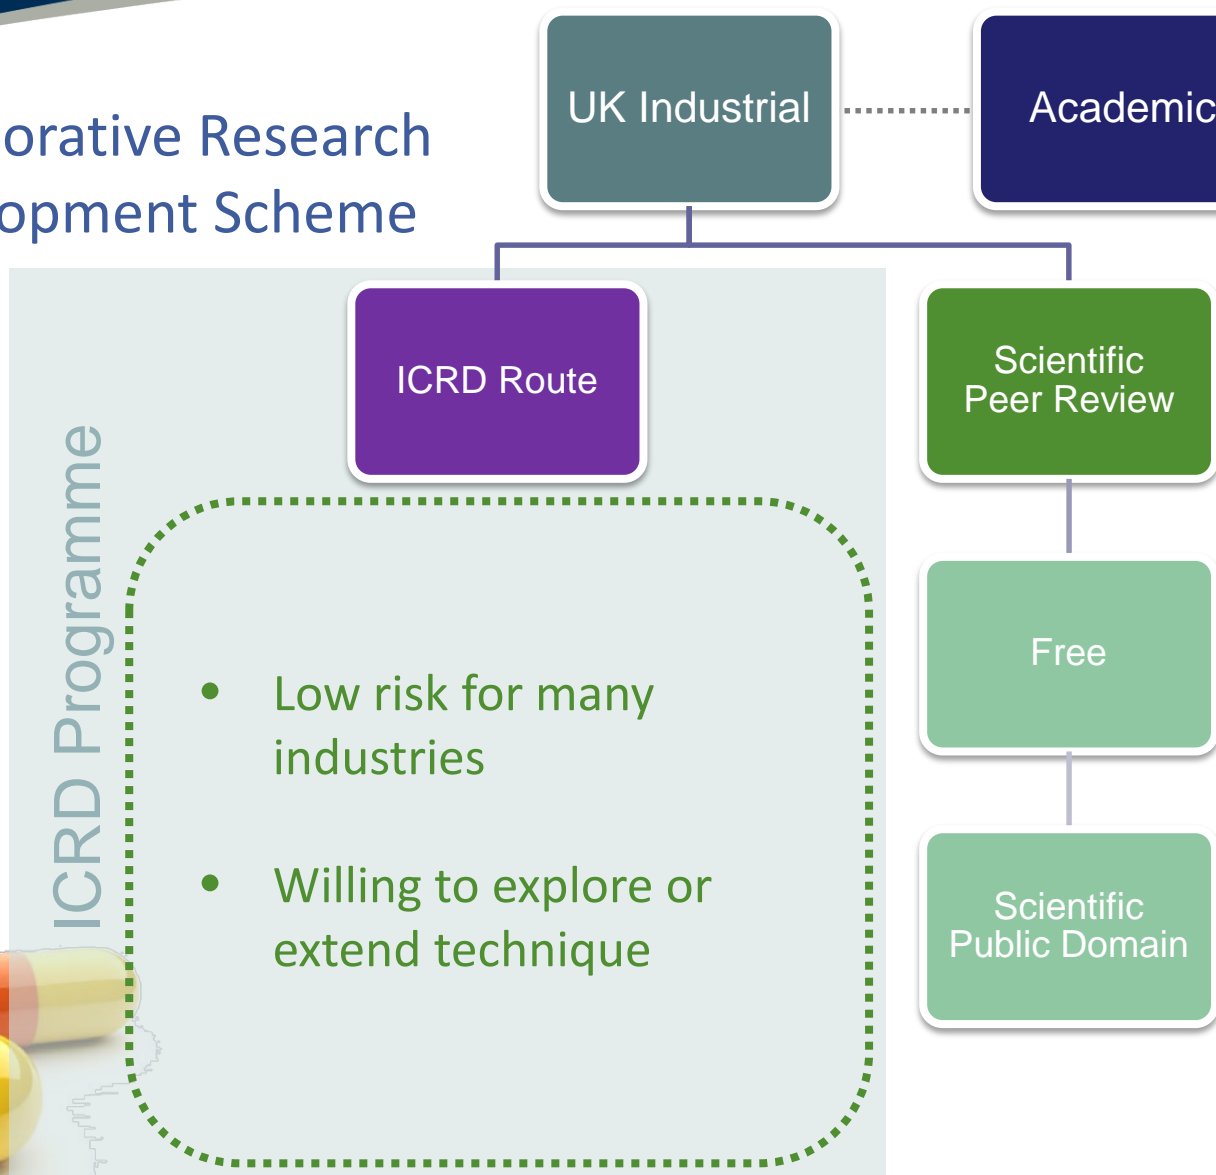 orative Research
opment Scheme
UK Industrial
Academic
ICRD Route
Scientific
Peer Review
ICRD Programme
Free
• Low risk for many
industries
• Willing to explore or
extend technique
Scientific
Public Domain